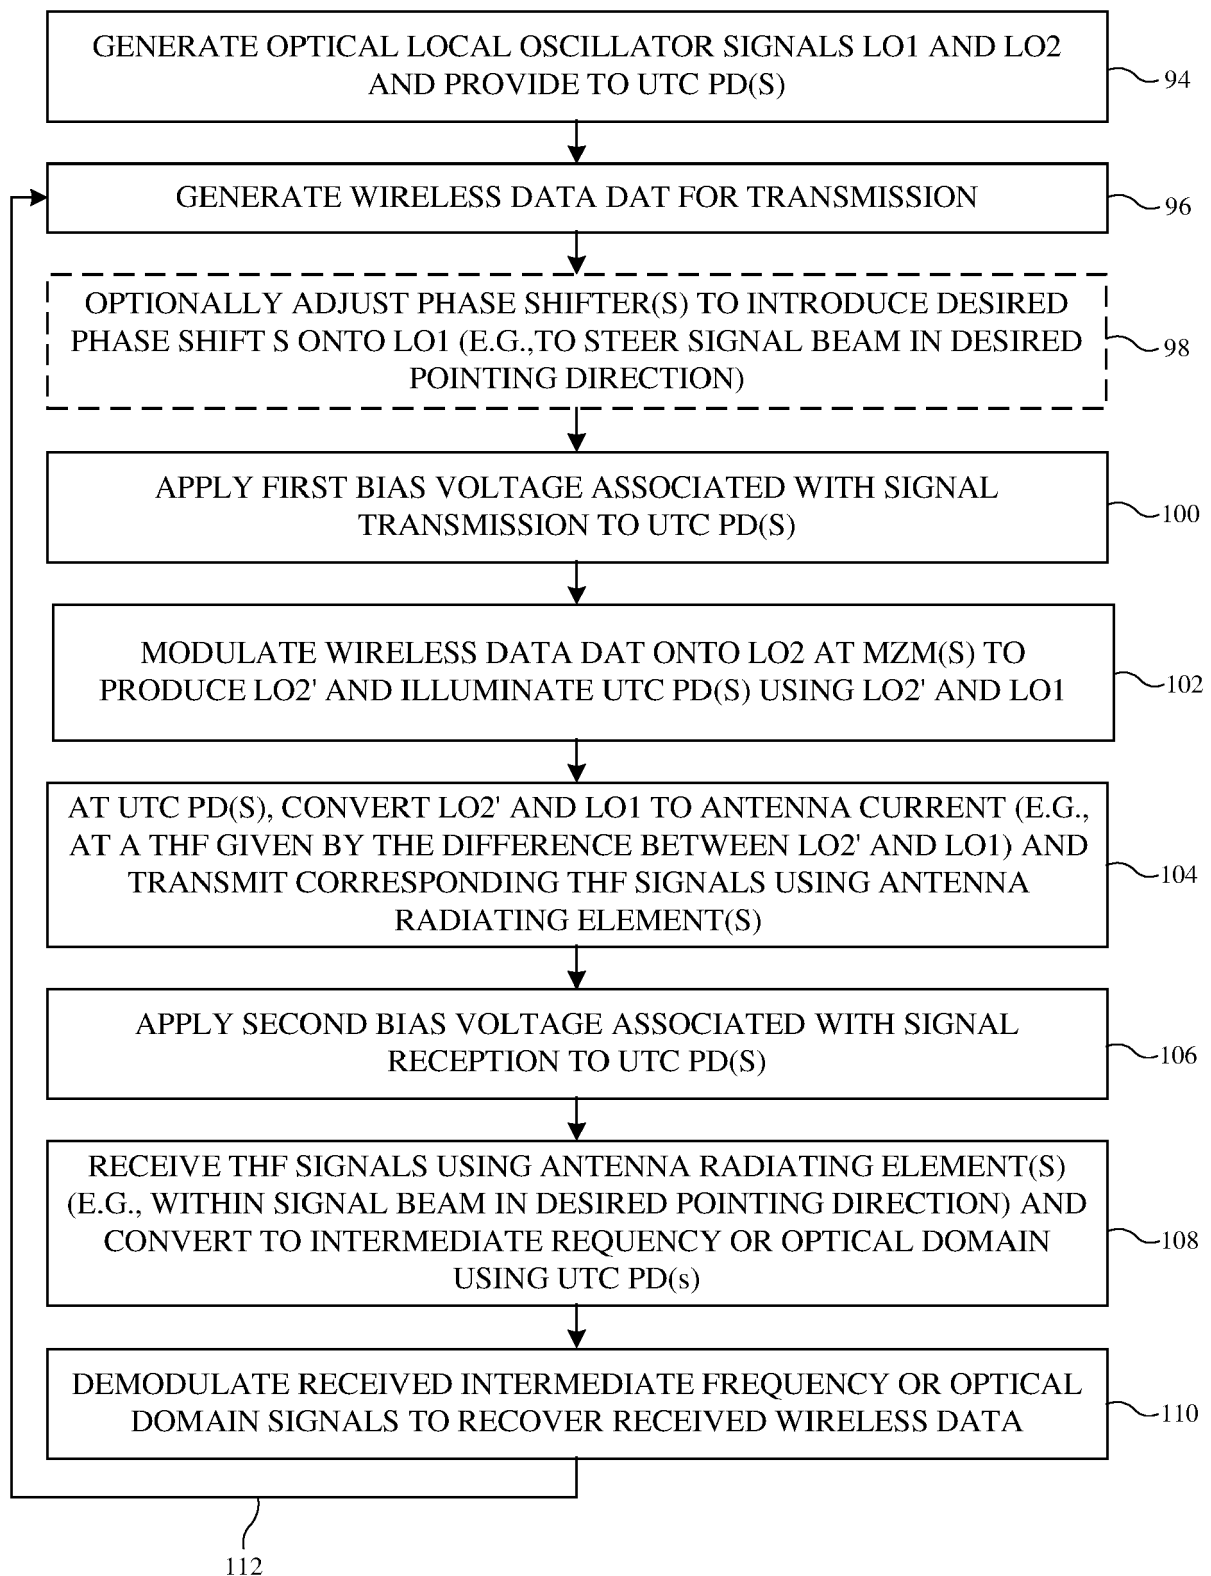 GENERATE OPTICAL LOCAL OSCILLATOR SIGNALS LO1 AND LO2
AND PROVIDE TO UTC PD(S)
94
GENERATE WIRELESS DATA DAT FOR TRANSMISSION
96
OPTIONALLY ADJUST PHASE SHIFTER(S) TO INTRODUCE DESIRED
PHASE SHIFT S ONTO LO1 (E.G.,TO STEER SIGNAL BEAM IN DESIRED
POINTING DIRECTION)
98
APPLY FIRST BIAS VOLTAGE ASSOCIATED WITH SIGNAL
TRANSMISSION TO UTC PD(S)
100
MODULATE WIRELESS DATA DAT ONTO LO2 AT MZM(S) TO
PRODUCE LO2' AND ILLUMINATE UTC PD(S) USING LO2' AND LO1
102
AT UTC PD(S), CONVERT LO2' AND LO1 TO ANTENNA CURRENT (E.G.,
AT A THF GIVEN BY THE DIFFERENCE BETWEEN LO2' AND LO1) AND
TRANSMIT CORRESPONDING THF SIGNALS USING ANTENNA
RADIATING ELEMENT(S)
104
APPLY SECOND BIAS VOLTAGE ASSOCIATED WITH SIGNAL
RECEPTION TO UTC PD(S)
106
RECEIVE THF SIGNALS USING ANTENNA RADIATING ELEMENT(S)
(E.G., WITHIN SIGNAL BEAM IN DESIRED POINTING DIRECTION) AND
CONVERT TO INTERMEDIATE REQUENCY OR OPTICAL DOMAIN
USING UTC PD(s)
108
DEMODULATE RECEIVED INTERMEDIATE FREQUENCY OR OPTICAL
DOMAIN SIGNALS TO RECOVER RECEIVED WIRELESS DATA
110
112